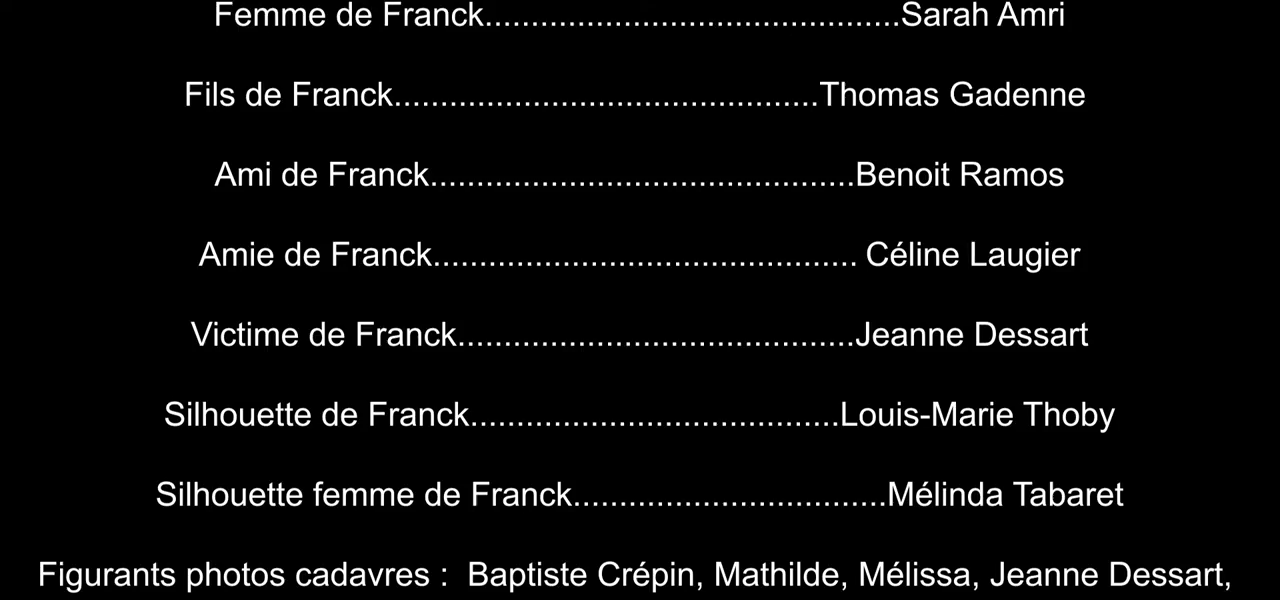 Femme de Franck.............................................Sarah Amri
Fils de Franck..............................................Thomas Gadenne
Ami de Franck..............................................Benoit Ramos
Amie de Franck.............................................. Céline Laugier
Victime de Franck...........................................Jeanne Dessart
Silhouette de Franck........................................Louis-Marie Thoby
Silhouette femme de Franck..................................Mélinda Tabaret
Figurants photos cadavres : Baptiste Crépin, Mathilde, Mélissa, Jeanne Dessart,